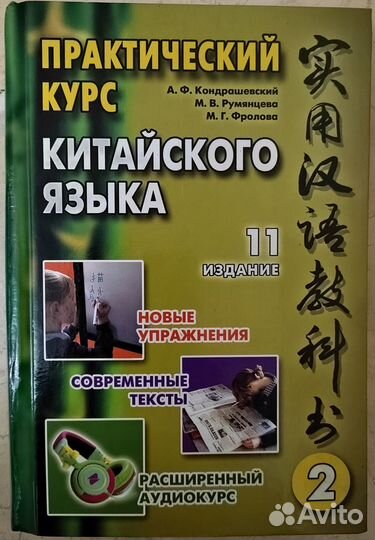 ПРАКТИЧЕСКИЙ
КУРС
А. Ф. Кондрашевский
М. В. Румянцева
М. Г. Фролова
КИТАЙСКОГО
ЯЗЫКА
实用汉语教科书
11
ИЗДАНИЕ
НОВЫЕ
УПРАЖНЕНИЯ
СОВРЕМЕННЫЕ
ТЕКСТЫ
РАСШИРЕННЫЙ
АУДИОКУРС
2
Avito